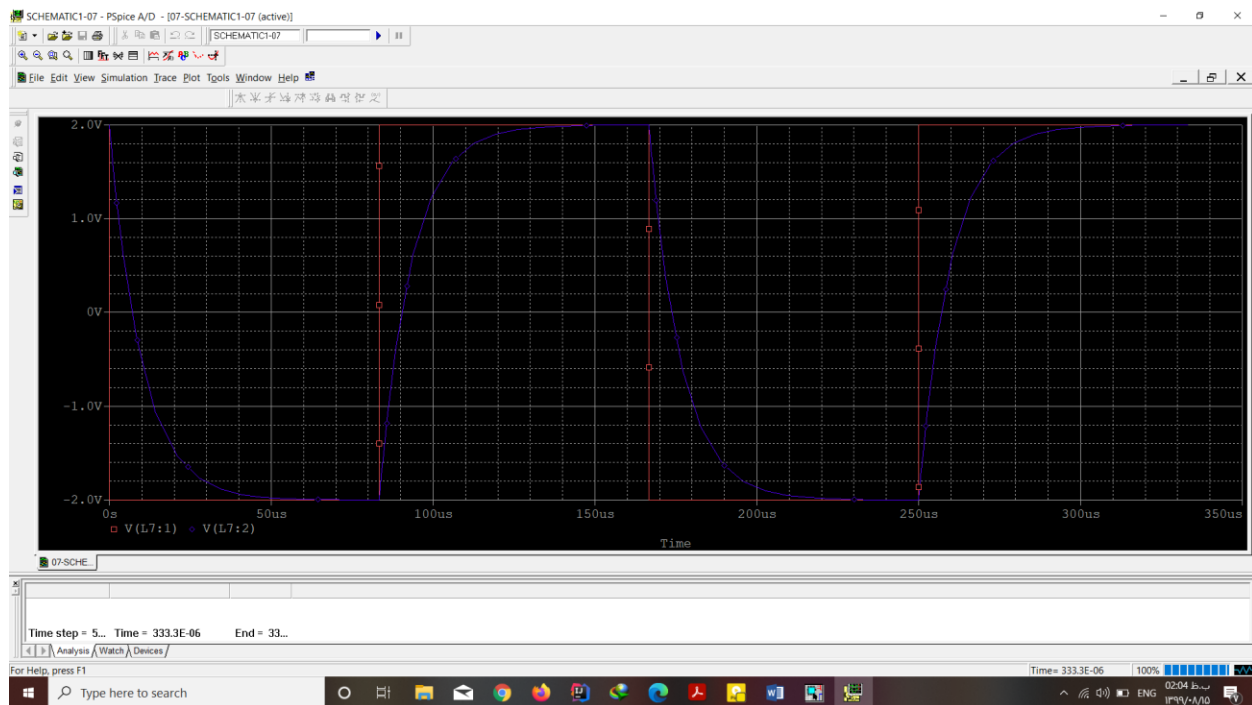 SCHEMATIC1-07 - PSpice A/D - [07-SCHEMATIC1-07 (active)]
SCHEMATIC1-07
File Edit View Simulation Trace Plot Tools Window Help
2.0V
1.0V
0V
-1.0V
-2.0V
0s 50us 100us 150us 200us 250us 300us 350us
V(L7:1) V(L7:2)
Time
07-SCHE...
Time step = 5... Time = 333.3E-06 End = 33...
Analysis Watch Devices
For Help, press F1 Time= 333.3E-06 100%
Type here to search
ENG 02:04 ب.ظ
۱۳۹۹/۰۸/۱۵